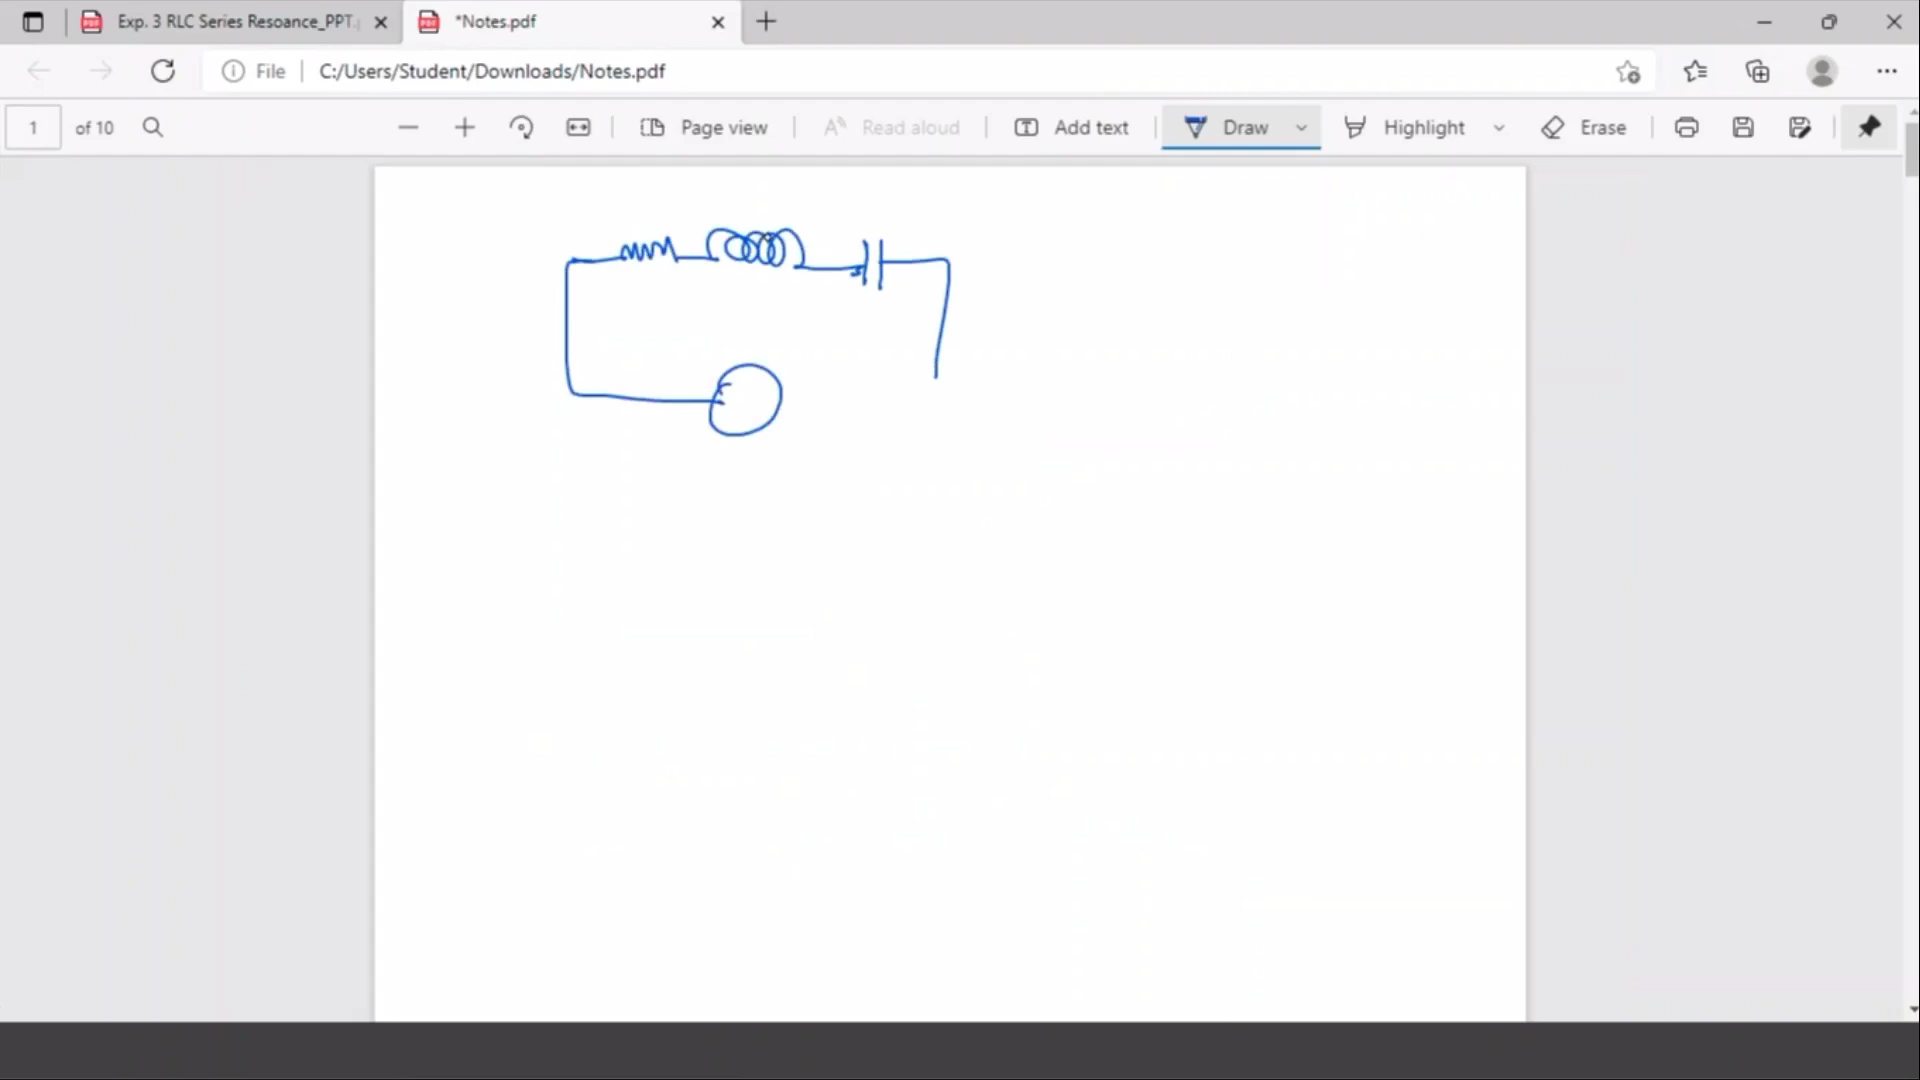 Exp. 3 RLC Series Resoance_PPT.
*Notes.pdf
File
C:/Users/Student/Downloads/Notes.pdf
1 of 10
Page view
Read aloud
Add text
Draw
Highlight
Erase